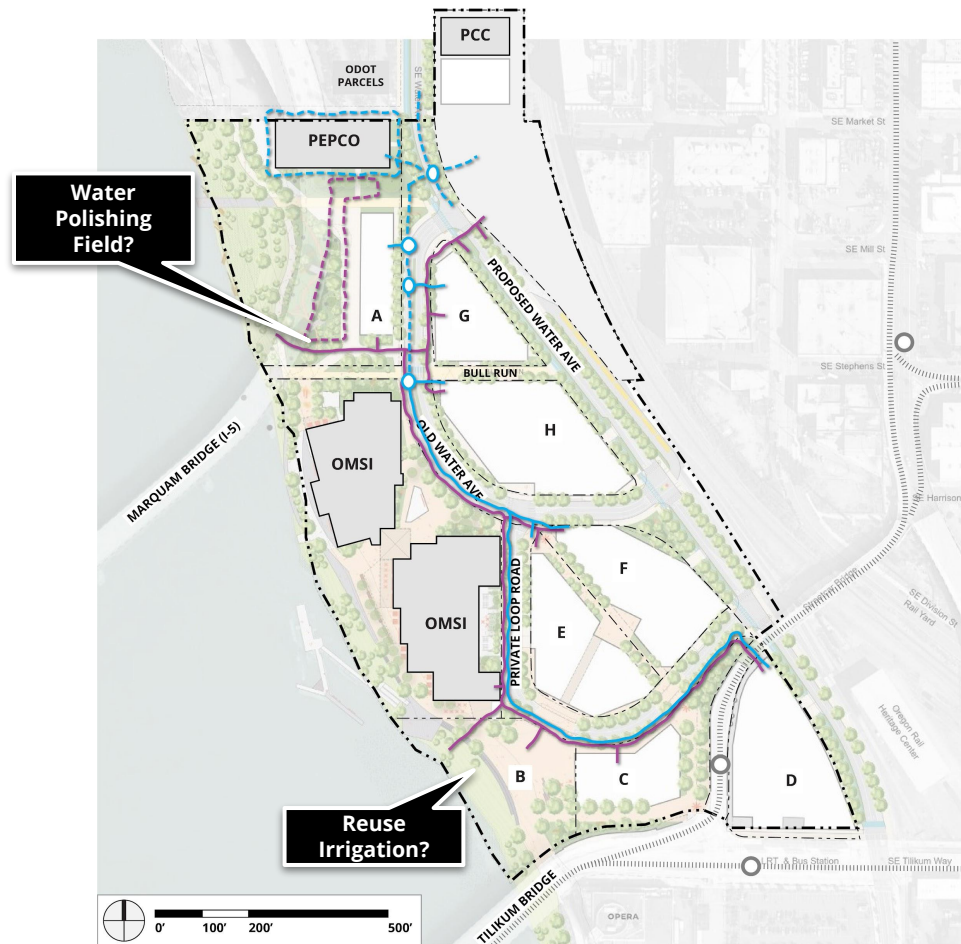 PCC
ODOT
PARCELS
SE W
SE Market St
PEPCO
Water
Polishing
Field?
SE Mill St
A
G
PROPOSED WATER AVE
SE Stephens St
BULL RUN
MARQUAM BRIDGE (I-5)
H
OMSI
OLD WATER AVE
SE Harrison
F
SE Division St
Rail Yard
PRIVATE LOOP ROAD
E
OMSI
Oregon Rail
Heritage Center
B
C
D
Reuse
Irrigation?
LRT & Bus Station
SE Tilikum Way
TILIKUM BRIDGE
OPERA
0'
100'
200'
500'